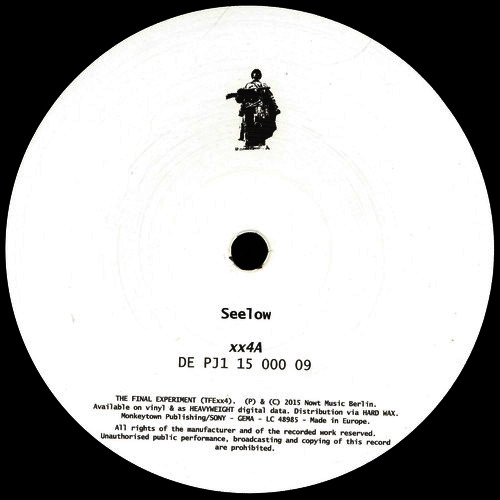 Seelow
xx4A
DE PJ1 15 000 09
THE FINAL EXPERIMENT (TFExx4). (P) & (C) 2015 Nowt Music Berlin.
Available on vinyl & as HEAVYWEIGHT digital data. Distribution via HARD WAX.
Monkeytown Publishing/SONY - GEMA - LC 48985 - Made in Europe.
All rights of the manufacturer and of the recorded work reserved.
Unauthorised public performance, broadcasting and copying of this record
are prohibited.